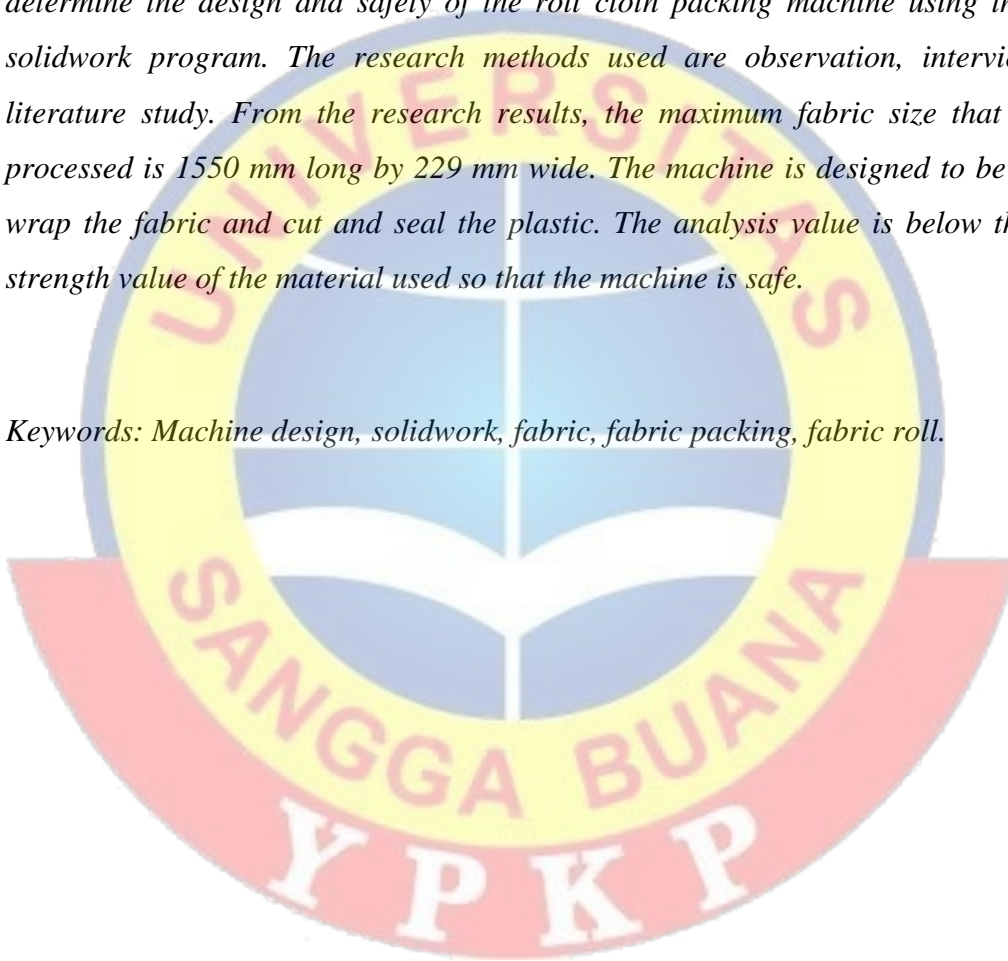 determine the design and safety of the roll cloth packing machine using
solidwork program. The research methods used are observation,
literature study. From the research results, the maximum fabric size that
processed is 1550 mm long by 229 mm wide. The machine is designed to be
wrap the fabric and cut and seal the plastic. The analysis value is below
strength value of the material used so that the machine is safe.
Keywords: Machine design, solidwork, fabric, fabric packing, fabric roll.
UNIVERSITAS
SANGGA BUANA
YPKP